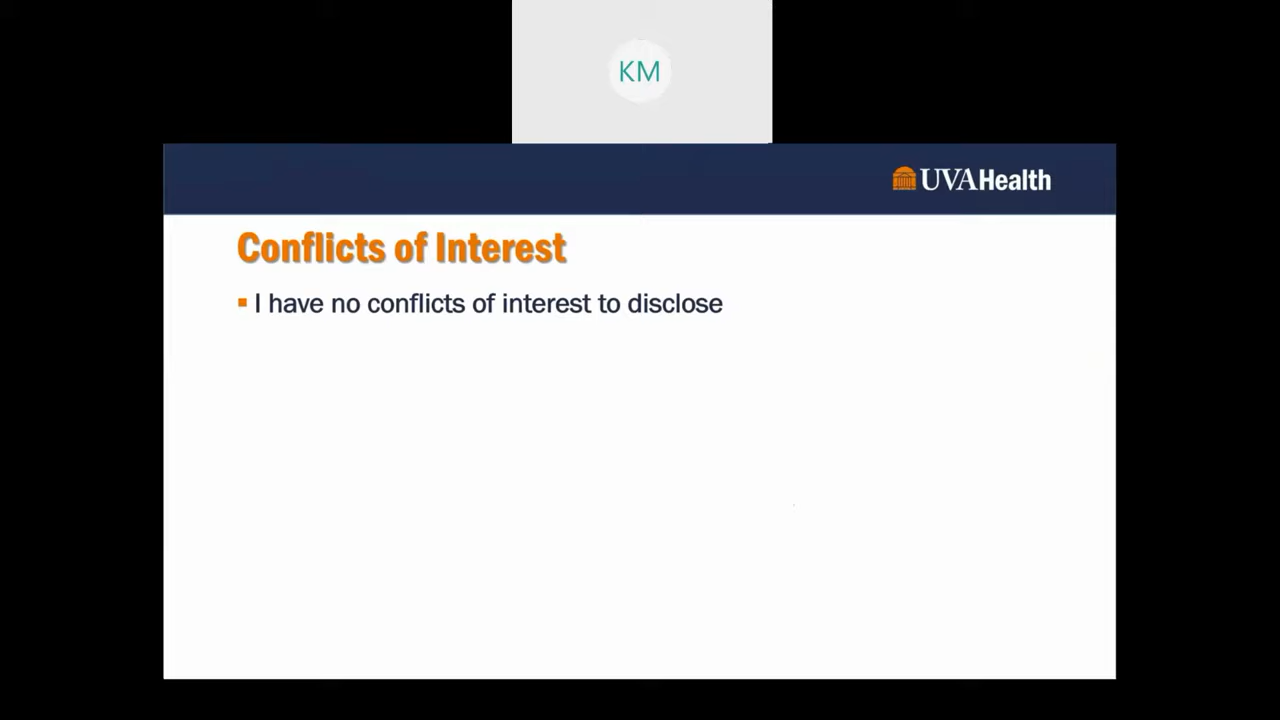 KM
UVAHealth
Conflicts of Interest
I have no conflicts of interest to disclose